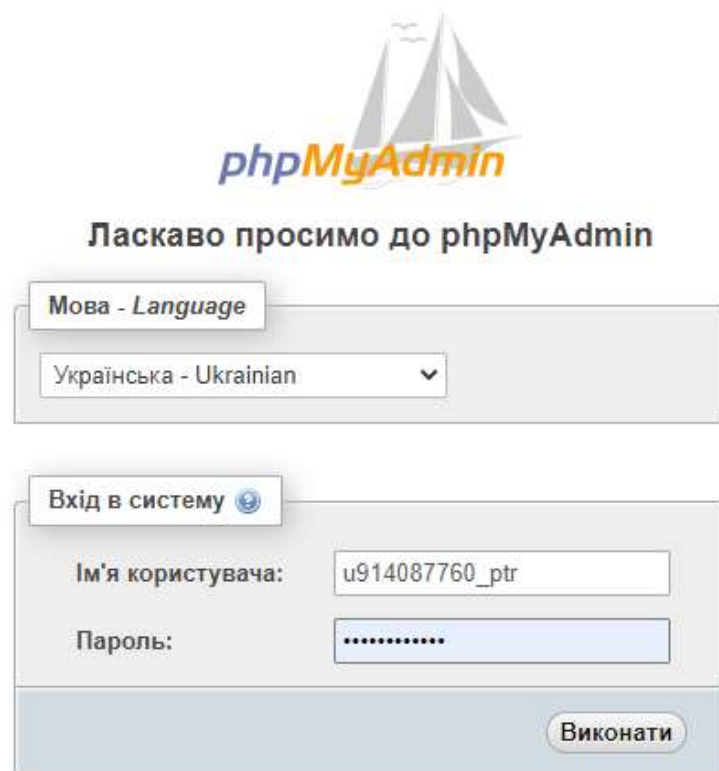 phpMyAdmin
Ласкаво просимо до phpMyAdmin
Мова - Language
Українська - Ukrainian
Вхід в систему
Ім'я користувача: u914087760_ptr
Пароль: ••••••••••••
Виконати